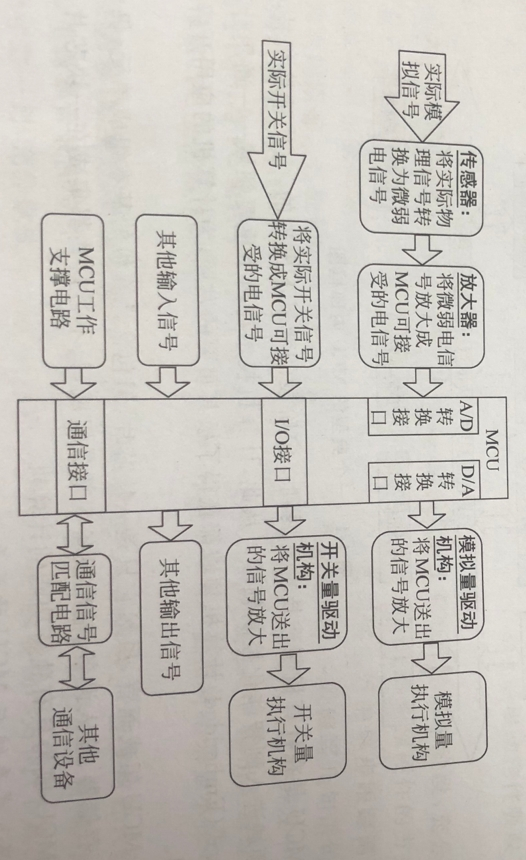 MCU
实际模
拟信号
传感器：
将实际物
理信号转
换为微弱
电信号
放大器：
将微弱电信
号放大成
MCU可接
受的电信号
A/D
转
换
接
口
D/A
转
换
接
口
模拟量驱动
机构：
将MCU送出
的信号放大
模拟量
执行机构
实际开关信号
将实际开关信号
转换成MCU可接
受的电信号
I/O接口
开关量驱动
机构：
将MCU送出
的信号放大
开关量
执行机构
其他输入信号
其他输出信号
MCU工作
支撑电路
通信接口
通信信号
匹配电路
其他
通信设备